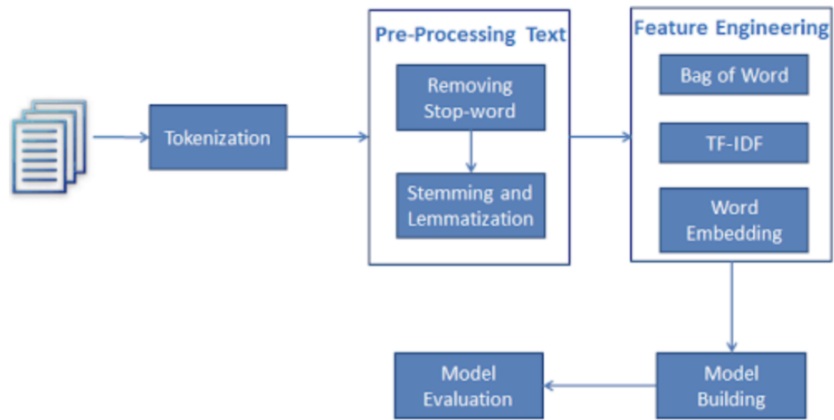 Pre-Processing Text
Feature Engineering
Removing
Stop-word
Bag of Word
Tokenization
TF-IDF
Stemming and
Lemmatization
Word
Embedding
Model
Evaluation
Model
Building